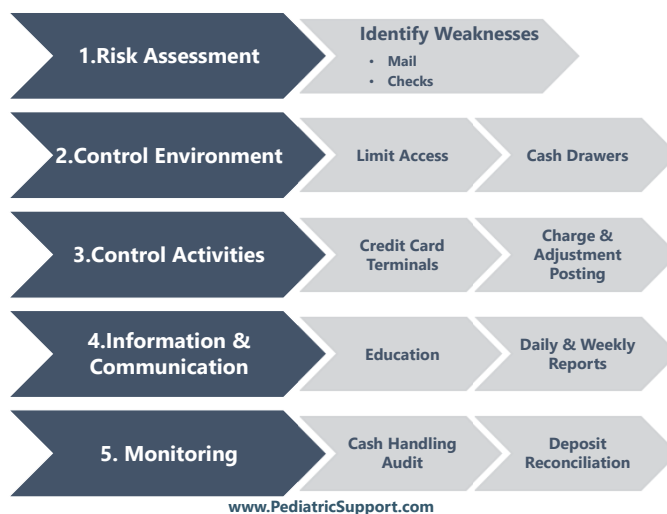 1.Risk Assessment
Identify Weaknesses
• Mail
• Checks
2.Control Environment
Limit Access
Cash Drawers
3.Control Activities
Credit Card
Terminals
Charge &
Adjustment
Posting
4.Information &
Communication
Education
Daily & Weekly
Reports
5. Monitoring
Cash Handling
Audit
Deposit
Reconciliation
www.PediatricSupport.com